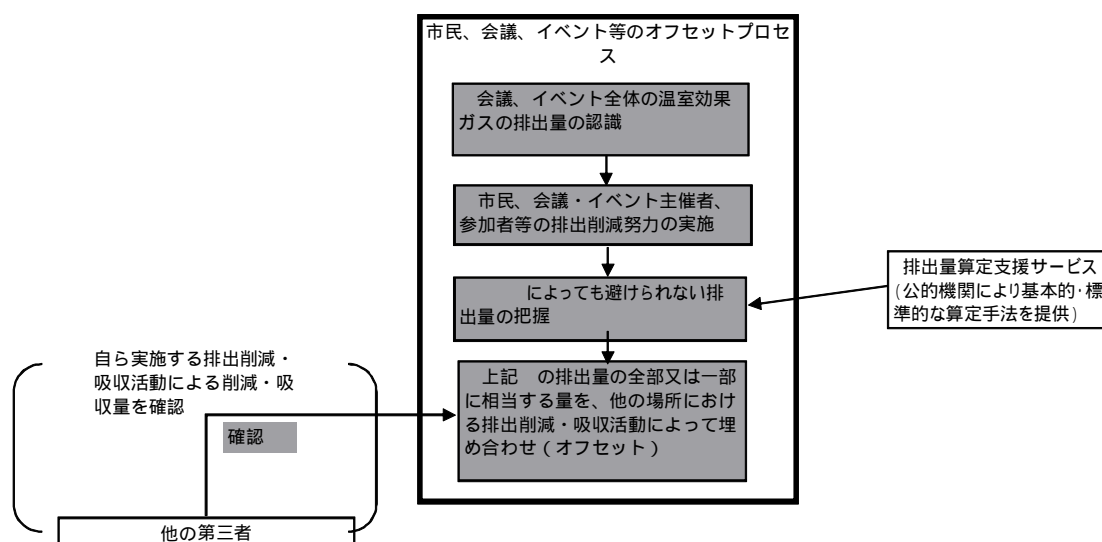 市民、会議、イベント等のオフセットプロセ
ス
会議、イベント全体の温室効果
ガスの排出量の認識
市民、会議・イベント主催者、
参加者等の排出削減努力の実施
によっても避けられない排
出量の把握
排出量算定支援サービス
(公的機関により基本的・標
準的な算定手法を提供)
上記 の排出量の全部又は一部
に相当する量を、他の場所におけ
る排出削減・吸収活動によって埋
め合わせ(オフセット)
自ら実施する排出削減・
吸収活動による削減・吸
収量を確認
確認
他の第三者